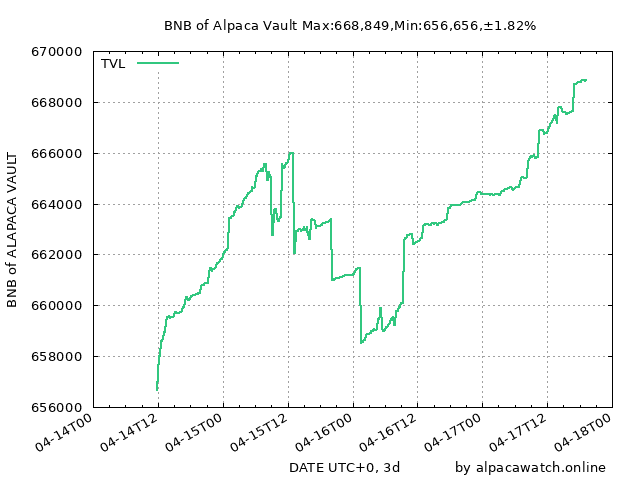 BNB of Alpaca Vault Max:668,849,Min:656,656,±1.82%
670000
TVL
668000
666000
664000
662000
660000
658000
656000
BNB of ALAPACA VAULT
04-14T00
04-14T12
04-15T00
04-15T12
04-16T00
04-16T12
04-17T00
04-17T12
04-18T00
DATE UTC+0, 3d
by alpacawatch.online